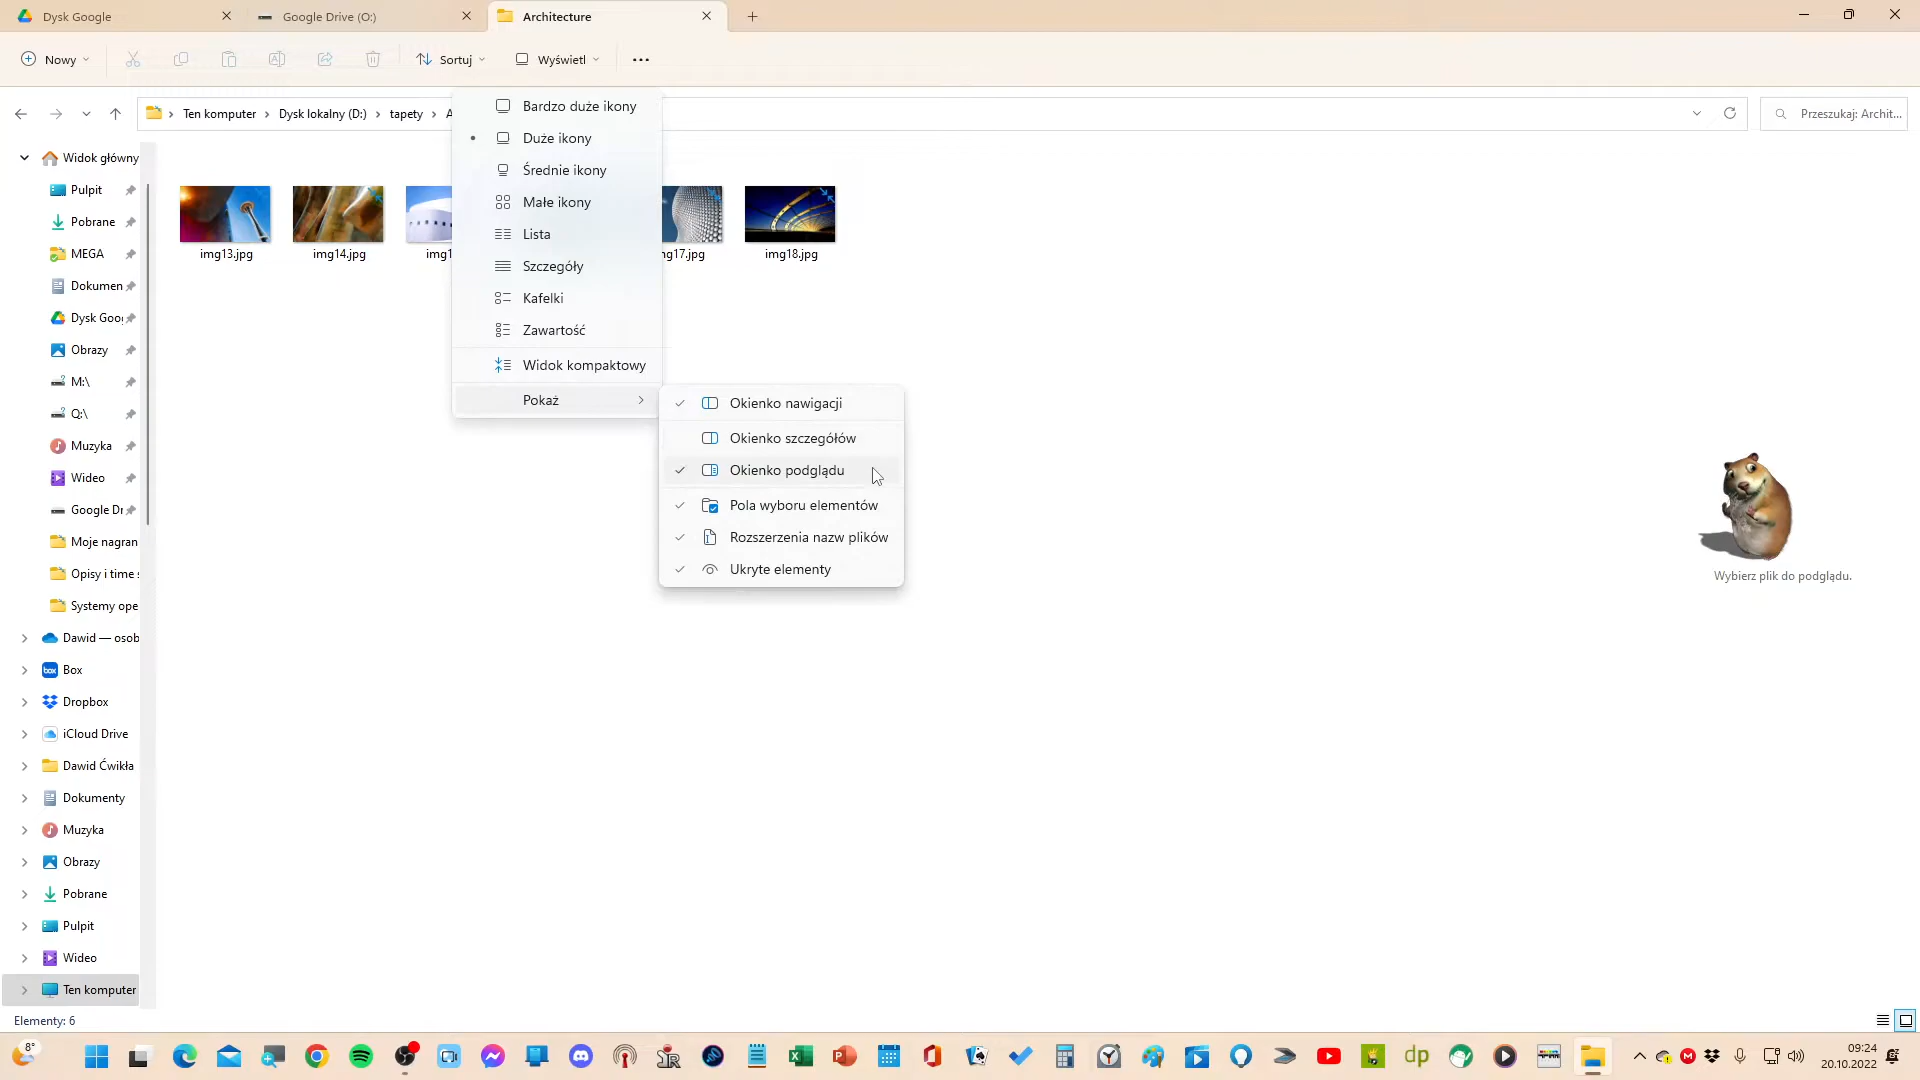 Dysk Google
Google Drive (O:)
Architecture
Nowy
Sortuj
Wyświetl
Ten komputer
Dysk lokalny (D:)
tapety
A
Przeszukaj: Archit...
Widok główny
Pulpit
Pobrane
MEGA
Dokumen
Dysk Goo
Obrazy
M:\
Q:\
Muzyka
Wideo
Google Dr
Moje nagran
Opisy i time s
Systemy ope
Dawid — osob
Box
Dropbox
iCloud Drive
Dawid Ćwikła
Dokumenty
Muzyka
Obrazy
Pobrane
Pulpit
Wideo
Ten komputer
img13.jpg
img14.jpg
img1
ng17.jpg
img18.jpg
Bardzo duże ikony
Duże ikony
Średnie ikony
Małe ikony
Lista
Szczegóły
Kafelki
Zawartość
Widok kompaktowy
Pokaż
Okienko nawigacji
Okienko szczegółów
Okienko podglądu
Pola wyboru elementów
Rozszerzenia nazw plików
Ukryte elementy
Wybierz plik do podglądu.
Elementy: 6
8°
dp
09:24
20.10.2022